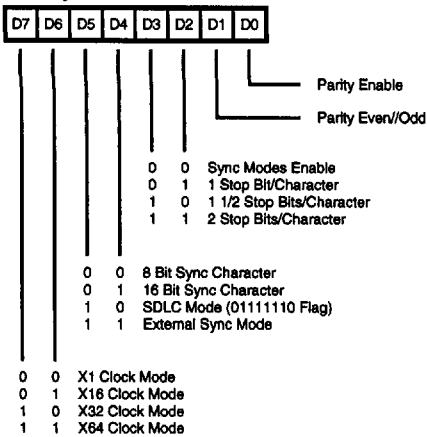 D7 D6 D5 D4 D3 D2 D1 D0
Parity Enable
Parity Even//Odd
0 0 Sync Modes Enable
0 1 1 Stop Bit/Character
1 0 1 1/2 Stop Bits/Character
1 1 2 Stop Bits/Character
0 0 8 Bit Sync Character
0 1 16 Bit Sync Character
1 0 SDLC Mode (01111110 Flag)
1 1 External Sync Mode
0 0 X1 Clock Mode
0 1 X16 Clock Mode
1 0 X32 Clock Mode
1 1 X64 Clock Mode